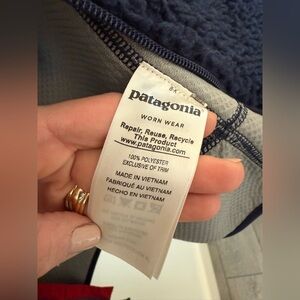 patagonia
WORN WEAR
Repair, Reuse, Recycle
This Product
www.patagonia.com
100% POLYESTER
EXCLUSIVE OF TRIM
MADE IN VIETNAM
FABRIQUÉ AU VIETNAM
HECHO EN VIETNAM